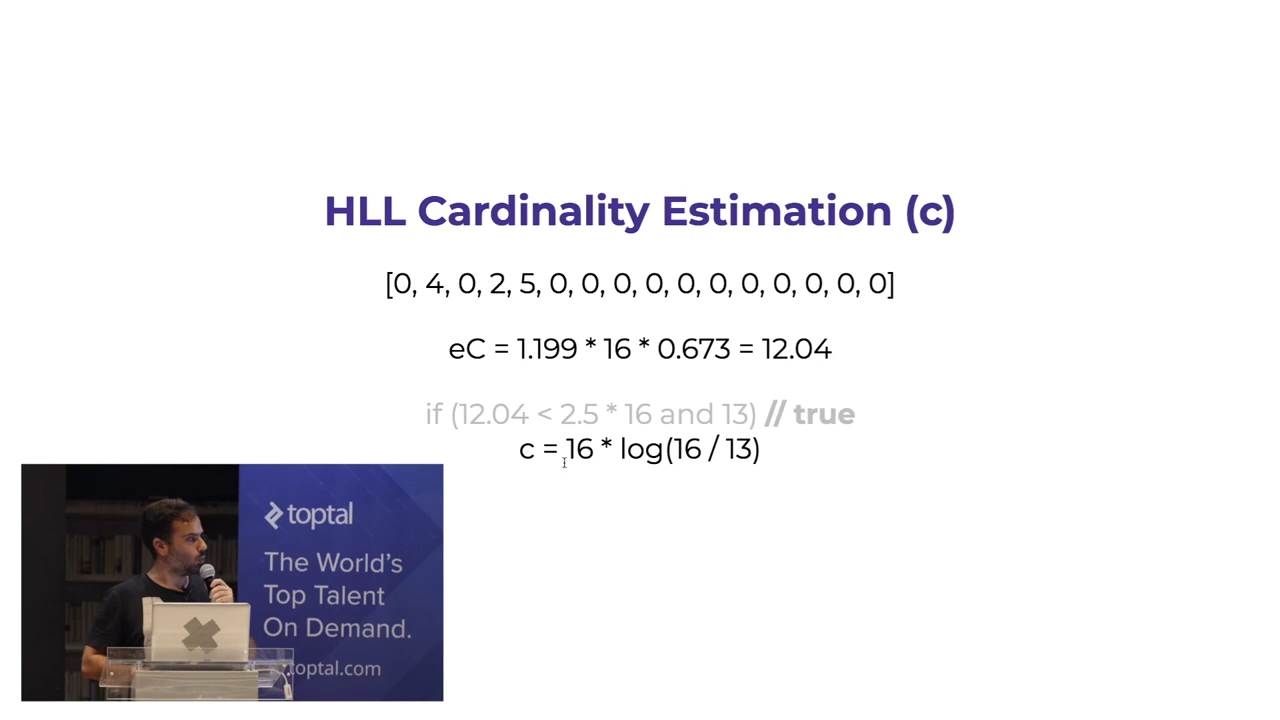 HLL Cardinality Estimation (c)
[0, 4, 0, 2, 5, 0, 0, 0, 0, 0, 0, 0, 0, 0, 0, 0]
eC = 1.199 * 16 * 0.673 = 12.04
if (12.04 < 2.5 * 16 and 13) // true
c = 16 * log(16 / 13)
toptal
The World's
Top Talent
On Demand.
toptal.com